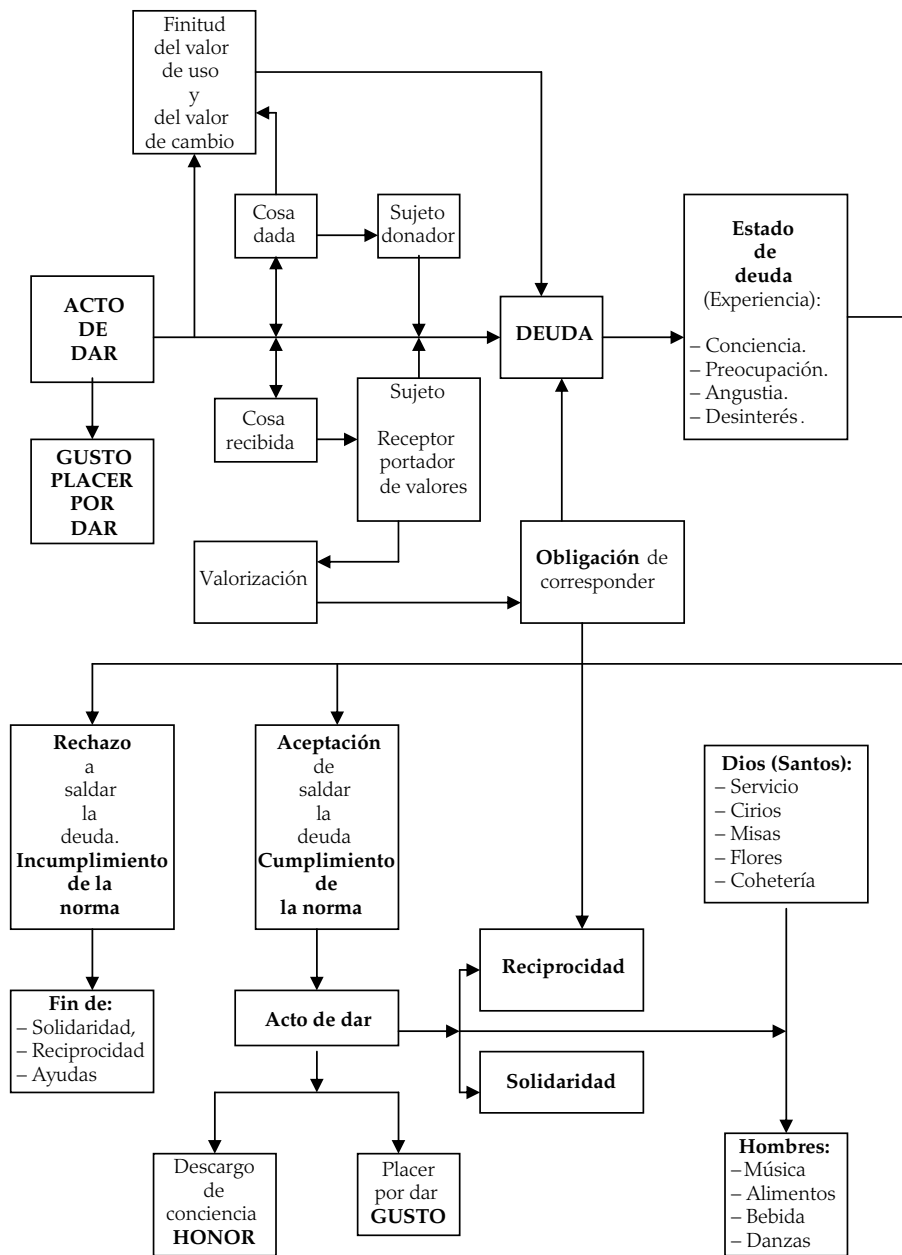 Finitud
del valor
de uso
y
del valor
de cambio
Cosa
dada
Sujeto
donador
Estado
de
deuda
(Experiencia):
– Conciencia.
– Preocupación.
– Angustia.
– Desinterés.
ACTO
DE
DAR
DEUDA
GUSTO
PLACER
POR
DAR
Cosa
recibida
Sujeto
Receptor
portador
de valores
Valorización
Obligación de
corresponder
Rechazo
a
saldar
la
deuda.
Incumplimiento
de la
norma
Aceptación
de
saldar
la
deuda
Cumplimiento
de
la norma
Dios (Santos):
– Servicio
– Cirios
– Misas
– Flores
– Cohetería
Fin de:
– Solidaridad,
– Reciprocidad
– Ayudas
Acto de dar
Reciprocidad
Solidaridad
Descargo
de
conciencia
HONOR
Placer
por dar
GUSTO
Hombres:
– Música
– Alimentos
– Bebida
– Danzas